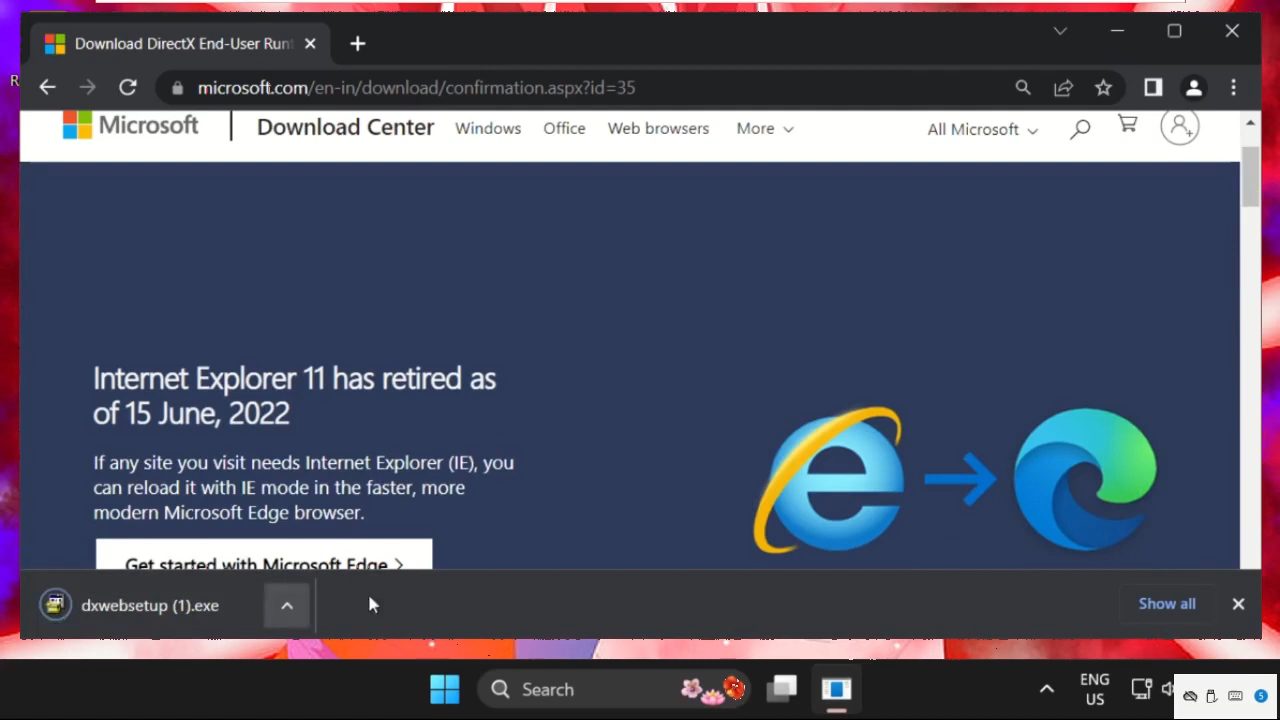 R
Download DirectX End-User Runt
microsoft.com/en-in/download/confirmation.aspx?id=35
Microsoft
Download Center
Windows
Office
Web browsers
More
All Microsoft
Internet Explorer 11 has retired as
of 15 June, 2022
If any site you visit needs Internet Explorer (IE), you
can reload it with IE mode in the faster, more
modern Microsoft Edge browser.
Get started with Microsoft Edge
dxwebsetup (1).exe
Show all
Search
ENG
US
5